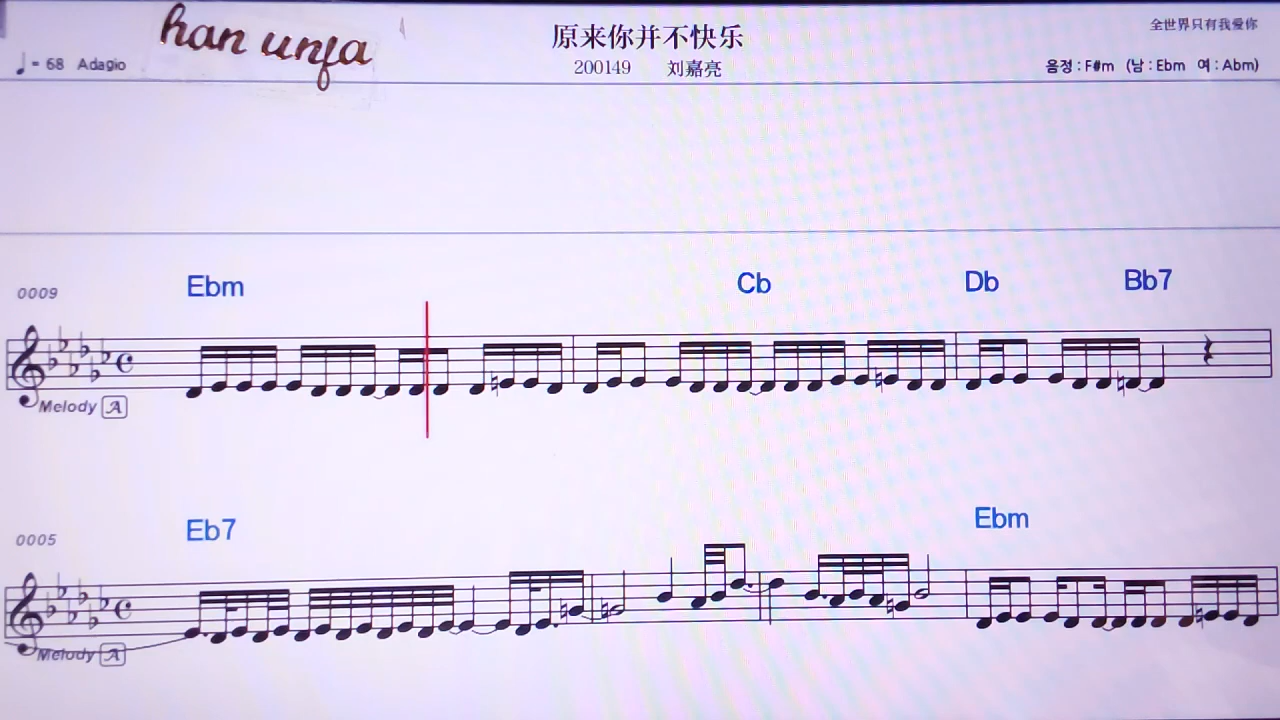 han unfa
原来你并不快乐
全世界只有我爱你
♩= 68 Adagio
200149 刘嘉亮
음정 : F#m (남 : Ebm 여 : Abm)
Ebm Cb Db Bb7
0009
Melody A
Eb7 Ebm
0005
Melody A